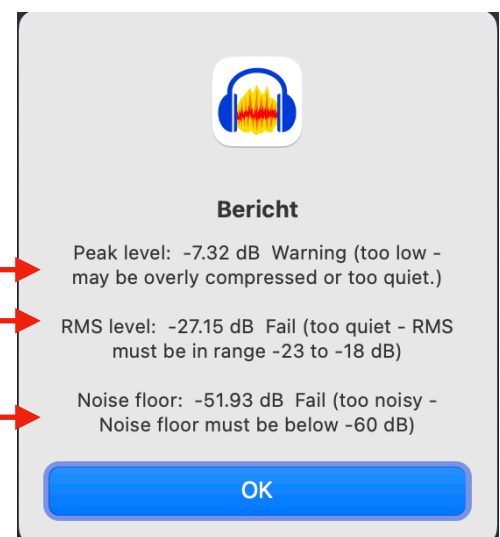 Bericht
Peak level: -7.32 dB Warning (too low -
may be overly compressed or too quiet.)
RMS level: -27.15 dB Fail (too quiet - RMS
must be in range -23 to -18 dB)
Noise floor: -51.93 dB Fail (too noisy -
Noise floor must be below -60 dB)
OK